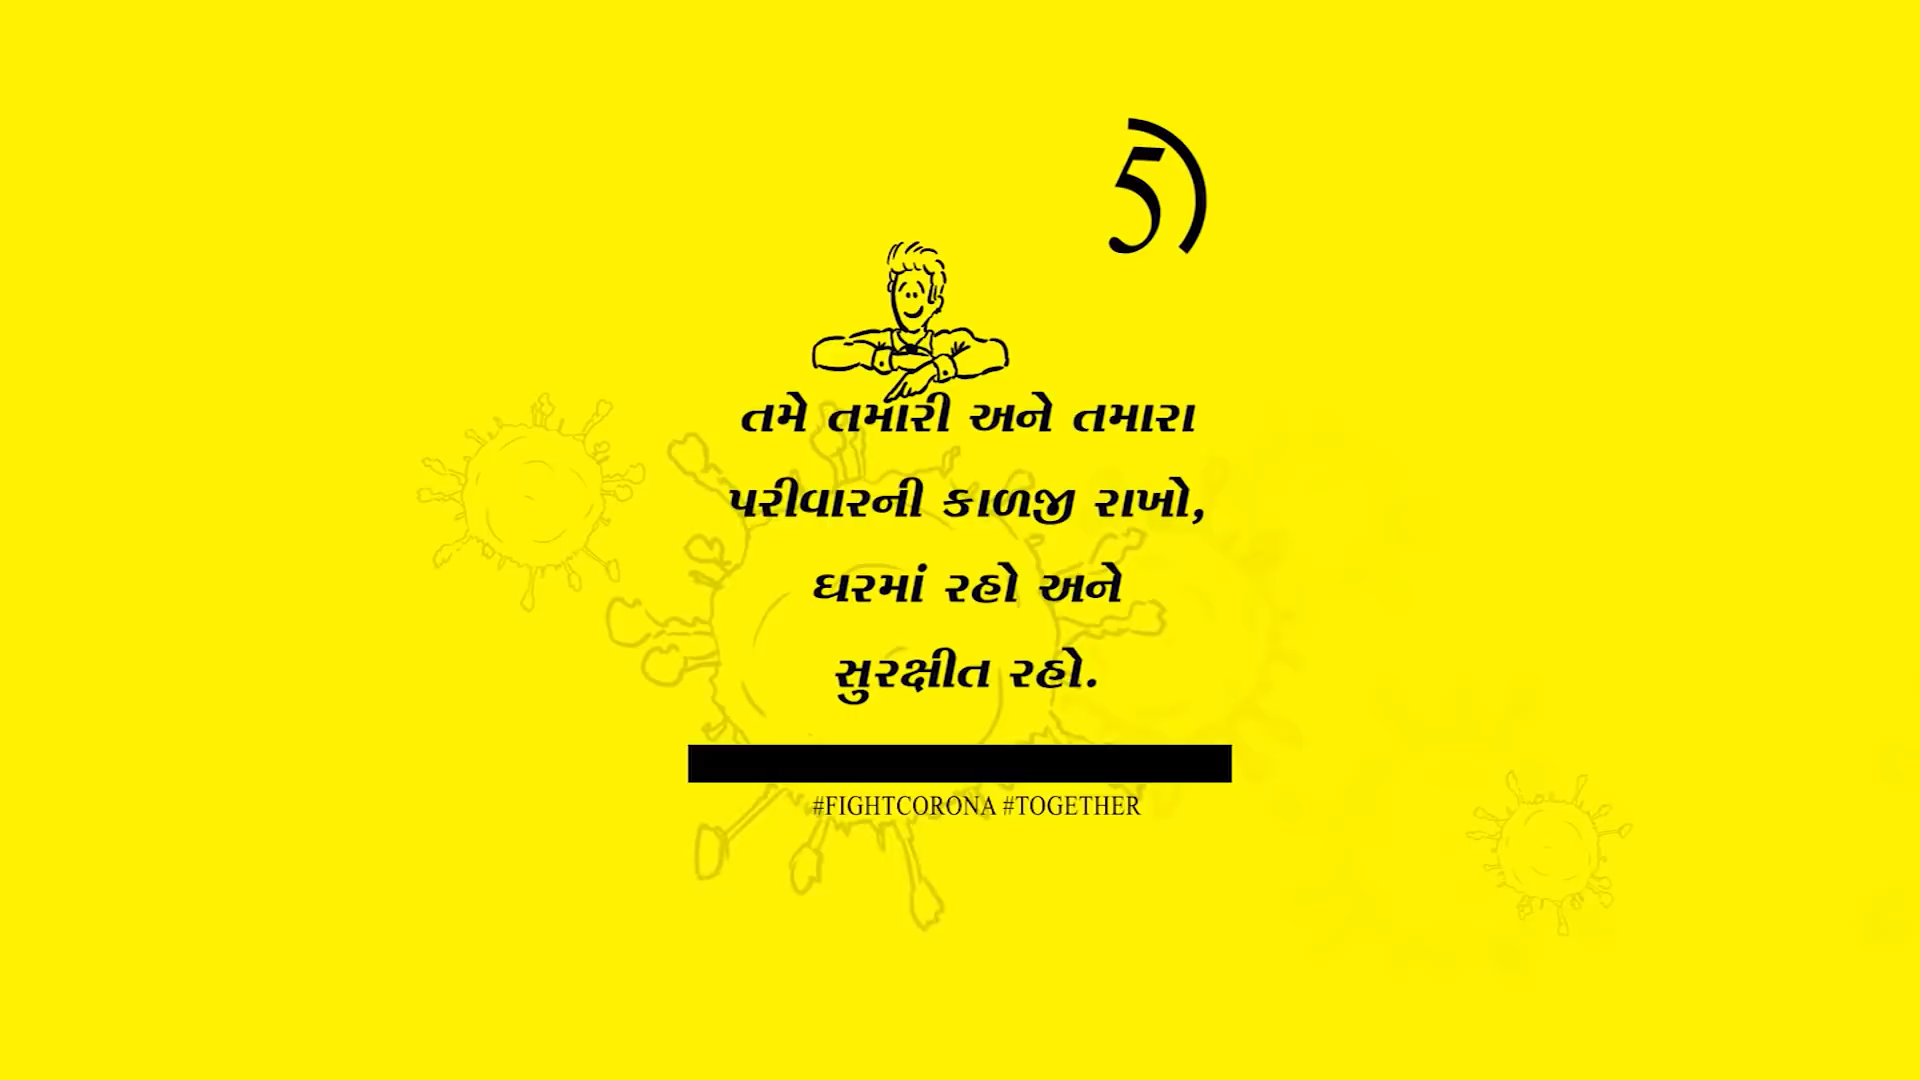 5
તમે તમારી અને તમારા
પરીવારની કાળજી રાખો,
ઘરમાં રહો અને
સુરક્ષીત રહો.
#FIGHTCORONA #TOGETHER